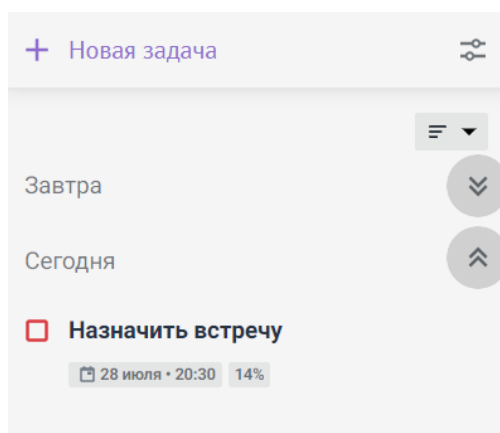 Новая задача
Завтра
Сегодня
Назначить встречу
28 июля • 20:30 14%